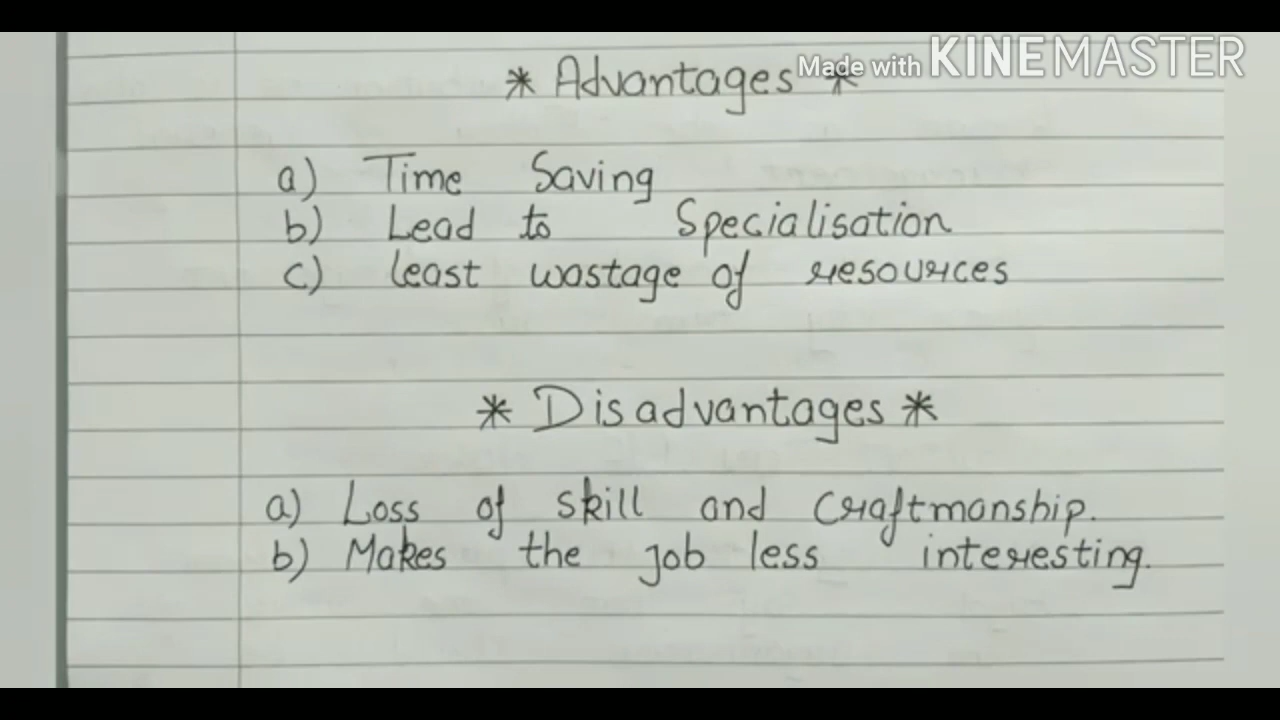 Made with KINEMASTER
* Advantages *
a) Time Saving
b) Lead to Specialisation
c) least wastage of resources
* Disadvantages *
a) Loss of skill and craftmanship.
b) Makes the job less interesting.